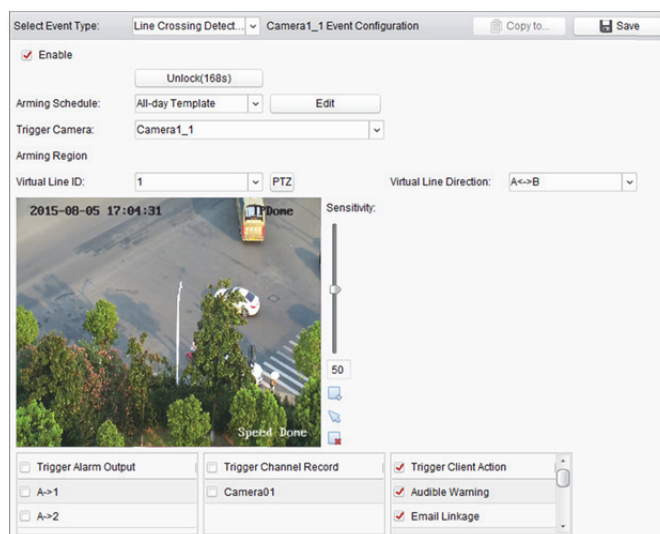 Select Event Type: Line Crossing Detect... Camera1_1 Event Configuration Copy to... Save
Enable
Unlock(168s)
Arming Schedule: All-day Template Edit
Trigger Camera: Camera1_1
Arming Region
Virtual Line ID: 1 PTZ Virtual Line Direction: A<->B
2015-08-05 17:04:31 IPDome
Sensitivity:
50
Speed Dome
Trigger Alarm Output Trigger Channel Record Trigger Client Action
A->1 Camera01 Audible Warning
A->2 Email Linkage